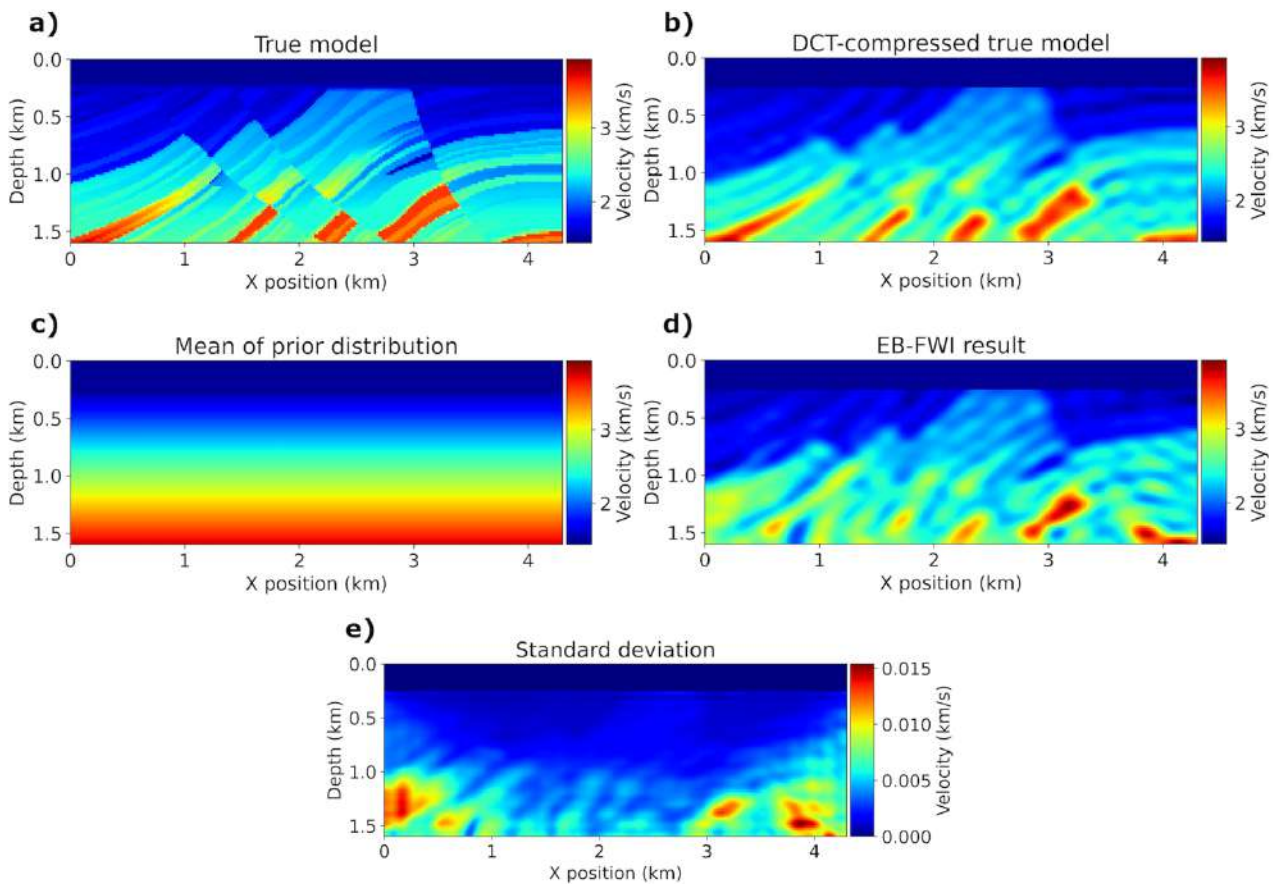 a)
True model
Depth (km)
0.0
0.5
1.0
1.5
0 1 2 3 4
X position (km)
3
2
Velocity (km/s)
b)
DCT-compressed true model
Depth (km)
0.0
0.5
1.0
1.5
0 1 2 3 4
X position (km)
3
2
Velocity (km/s)
c)
Mean of prior distribution
Depth (km)
0.0
0.5
1.0
1.5
0 1 2 3 4
X position (km)
3
2
Velocity (km/s)
d)
EB-FWI result
Depth (km)
0.0
0.5
1.0
1.5
0 1 2 3 4
X position (km)
3
2
Velocity (km/s)
e)
Standard deviation
Depth (km)
0.0
0.5
1.0
1.5
0 1 2 3 4
X position (km)
0.015
0.010
0.005
0.000
Velocity (km/s)